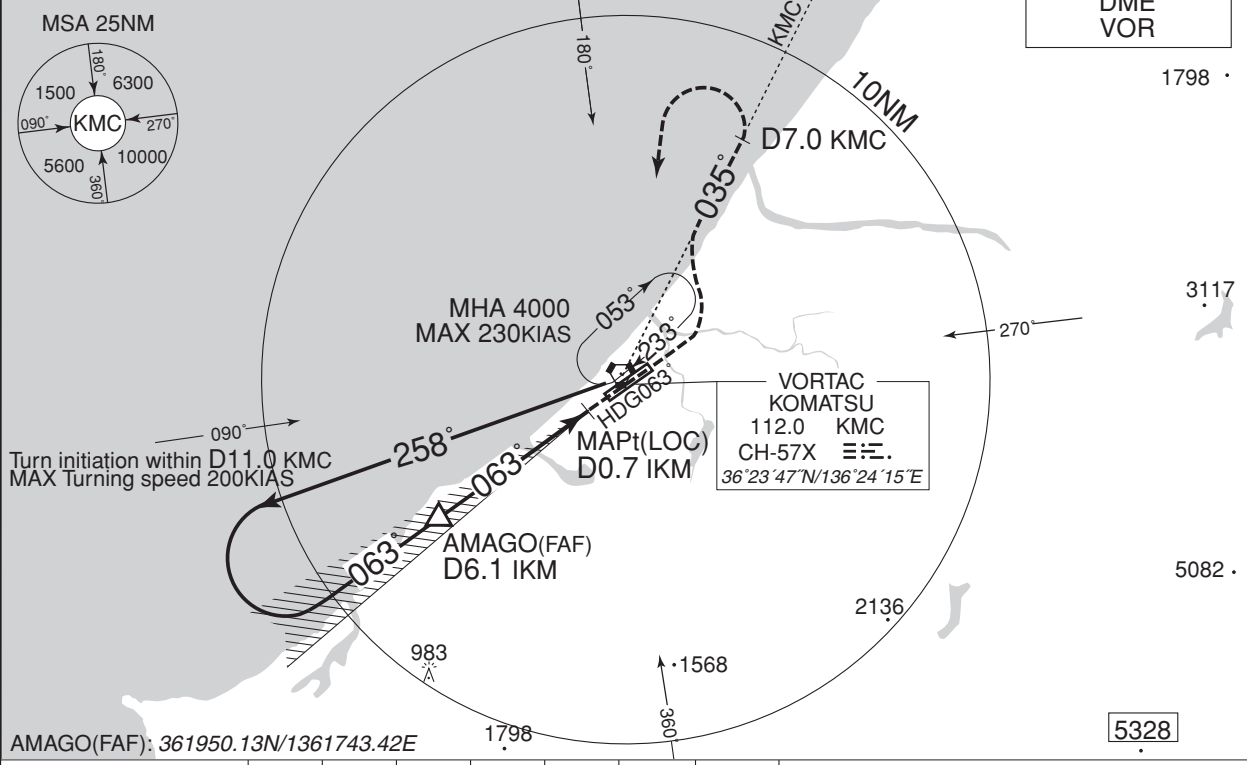 MSA 25NM
180°
1500
6300
090°
KMC
270°
5600
10000
360°
180°
KMC
DME
VOR
1798
10NM
D7.0 KMC
035°
MHA 4000
MAX 230KIAS
053°
233°
3117
270°
HDG063°
VORTAC
KOMATSU
112.0 KMC
CH-57X
36°23´47˝N/136°24´15˝E
090°
258°
MAPt(LOC)
D0.7 IKM
Turn initiation within D11.0 KMC
MAX Turning speed 200KIAS
063°
AMAGO(FAF)
D6.1 IKM
063°
5082
2136
983
1568
360°
1798
5328
AMAGO(FAF): 361950.13N/1361743.42E